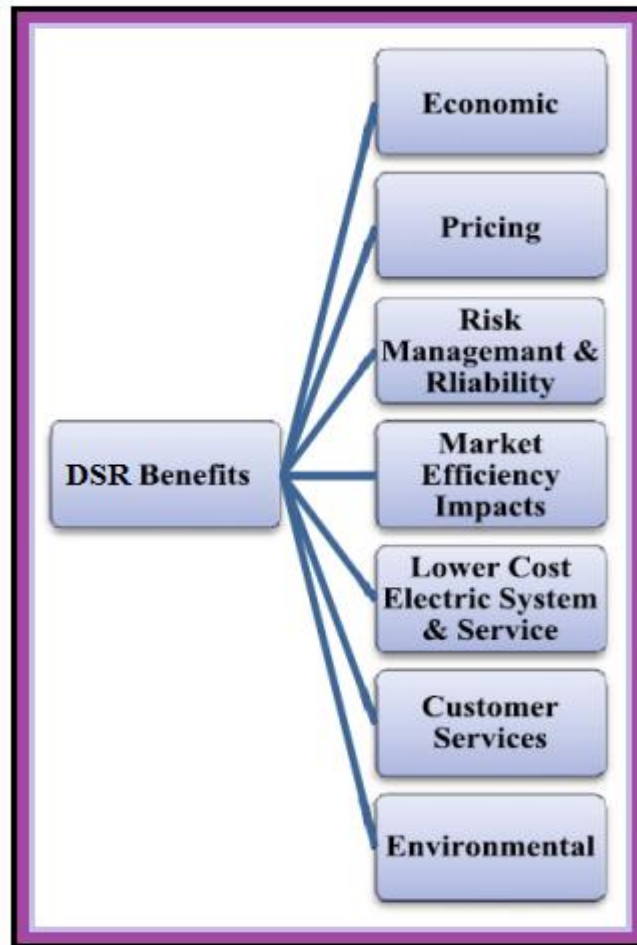 Economic
Pricing
Risk
Managemant &
Rliability
DSR Benefits
Market
Efficiency
Impacts
Lower Cost
Electric System
& Service
Customer
Services
Environmental